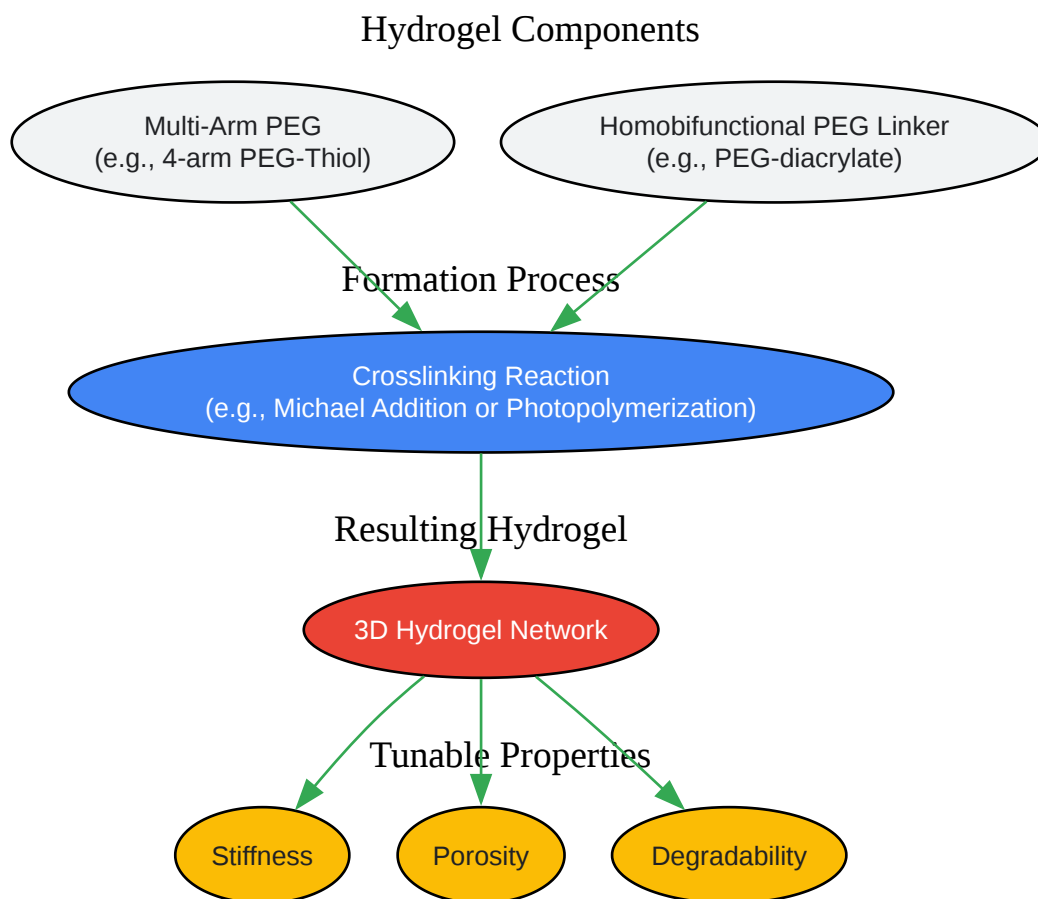 Hydrogel Components
Multi-Arm PEG
(e.g., 4-arm PEG-Thiol)
Homobifunctional PEG Linker
(e.g., PEG-diacrylate)
Formation Process
Crosslinking Reaction
(e.g., Michael Addition or Photopolymerization)
Resulting Hydrogel
3D Hydrogel Network
Tunable Properties
Stiffness
Porosity
Degradability